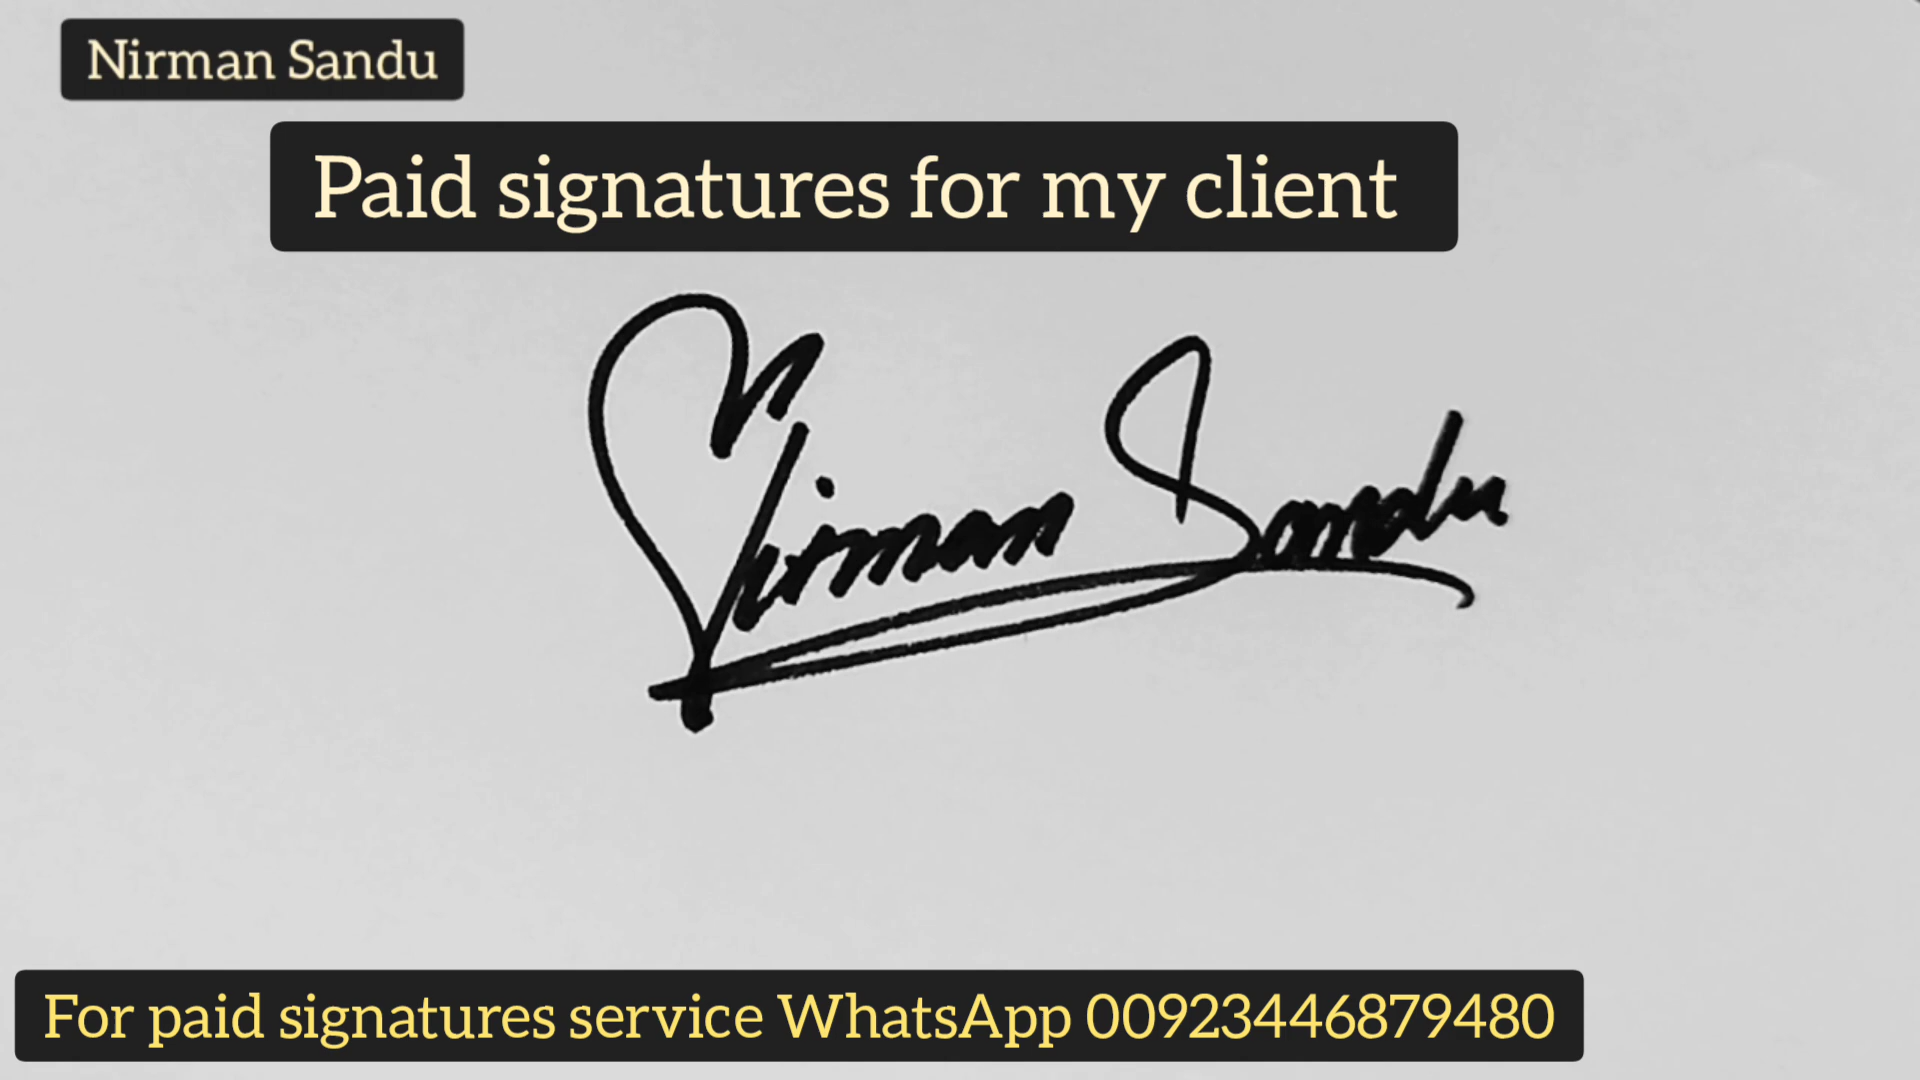 Nirman Sandu
Paid signatures for my client
Nirman Sandu
For paid signatures service WhatsApp 00923446879480